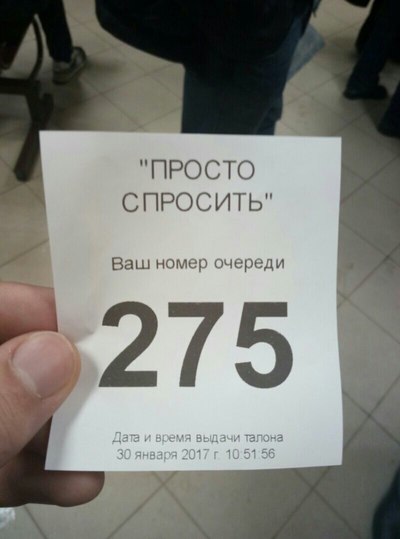 "ПРОСТО
СПРОСИТЬ"
Ваш номер очереди
275
Дата и время выдачи талона
30 января 2017 г. 10:51:56